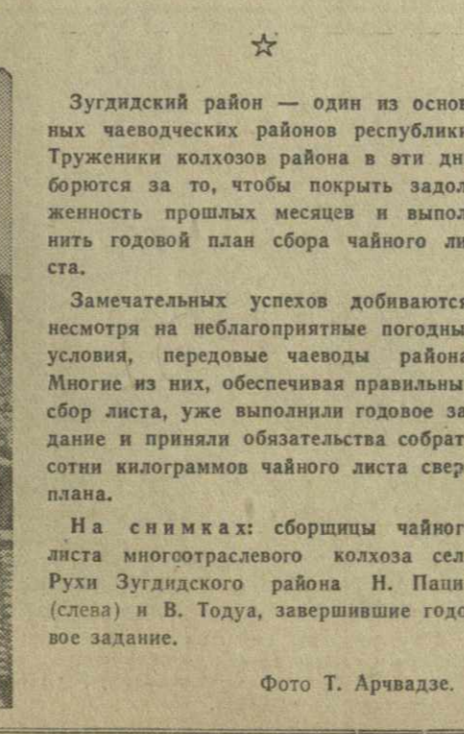 ☆
Зугдидский район — один из основ
ных чаеводческих районов республики
Труженики колхозов района в эти дн
борются за то, чтобы покрыть задол
женность прошлых месяцев и выпол
нить годовой план сбора чайного ли
ста.
Замечательных успехов добиваются
несмотря на неблагоприятные погодны
условия, передовые чаеводы района
Многие из них, обеспечивая правильны
сбор листа, уже выполнили годовое за
дание и приняли обязательства собрат
сотни килограммов чайного листа свер
плана.
На снимках: сборщицы чайног
листа многоотраслевого колхоза сел
Рухи Зугдидского района Н. Паци
(слева) и В. Тодуа, завершившие годо
вое задание.
Фото Т. Арчвадзе.